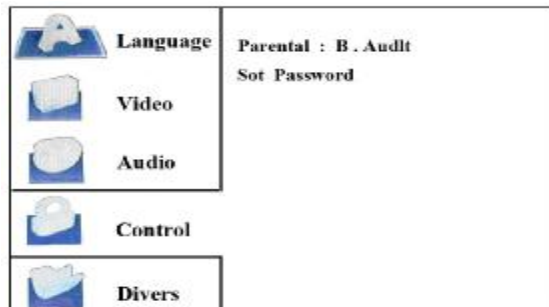 Language
Video
Audio
Control
Divers
Parental : B . Audlt
Sot Password